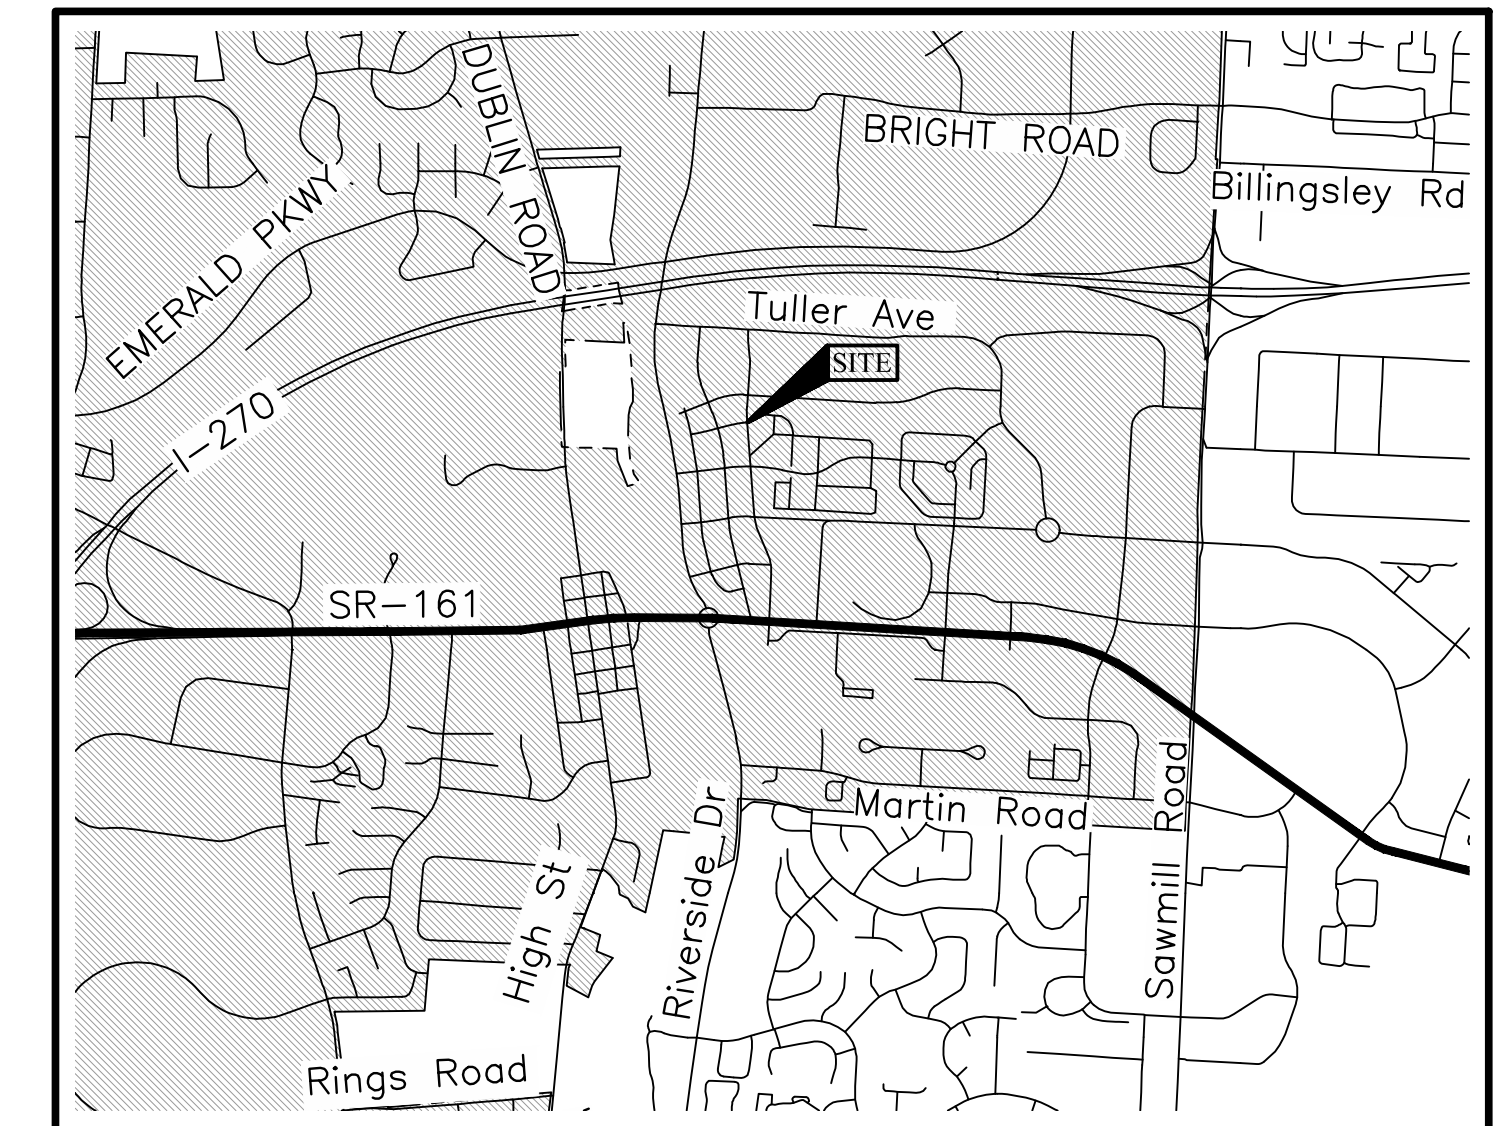 DUBLIN ROAD
BRIGHT ROAD
Billingsley Rd
EMERALD PKWY
Tuller Ave
SITE
I-270
SR-161
Martin Road
Sawmill Road
Riverside Dr
High St
Rings Road